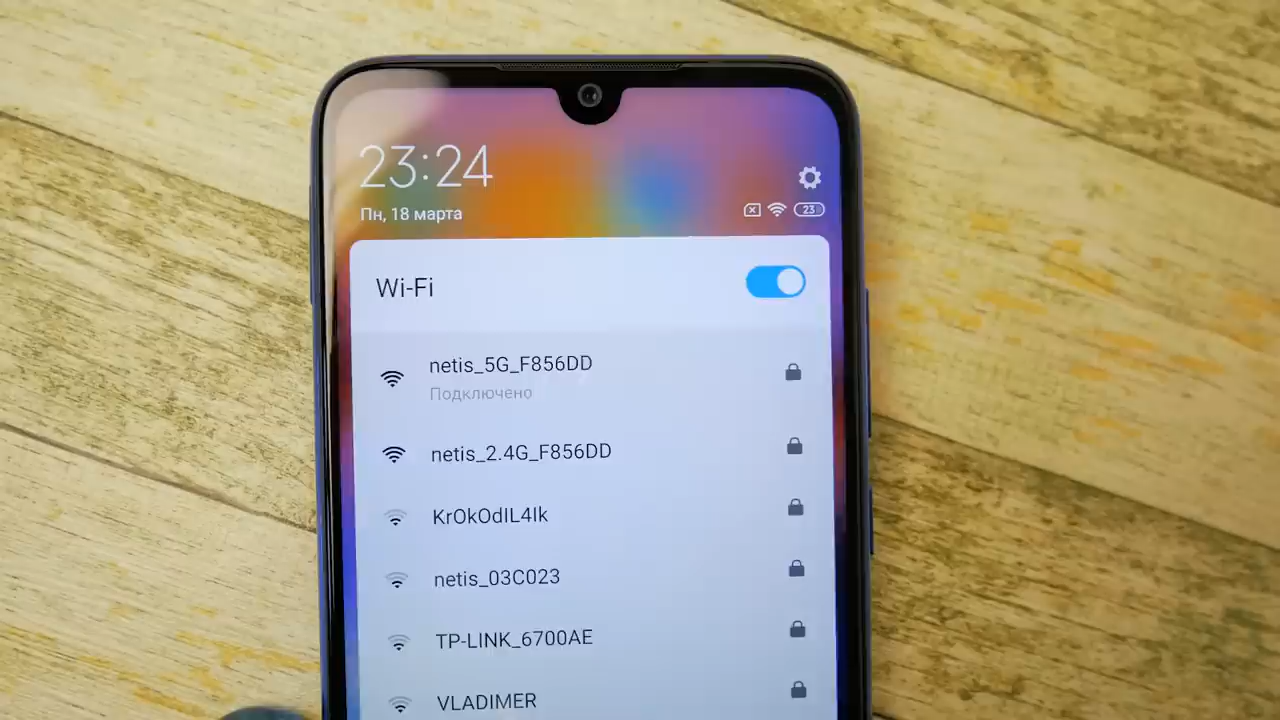 23:24
Пн, 18 марта
23
Wi-Fi
netis_5G_F856DD
Подключено
netis_2.4G_F856DD
KrOkOdIL4Ik
netis_03C023
TP-LINK_6700AE
VLADIMER